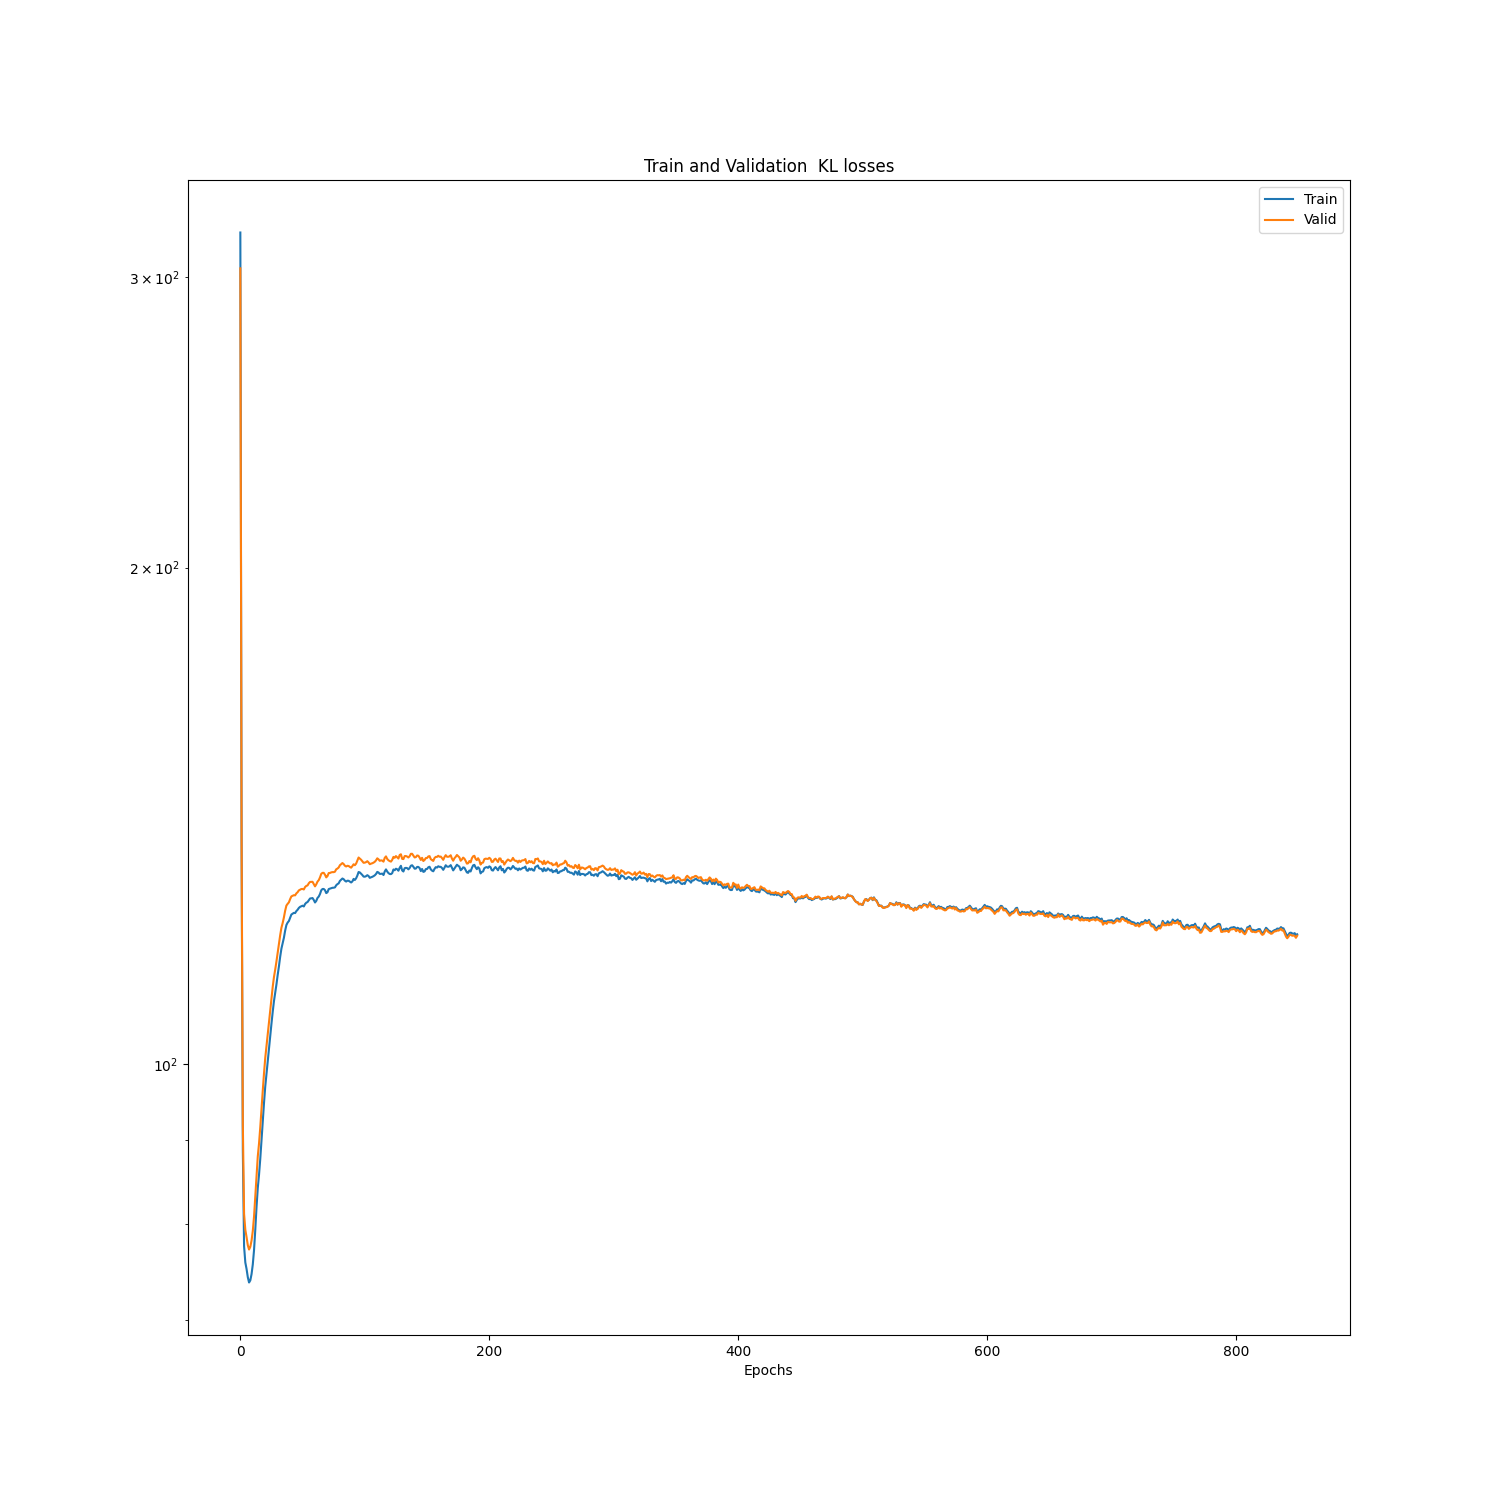 Train and Validation  KL losses
Train
Valid
3 × 10²
2 × 10²
10²
0
200
400
600
800
Epochs